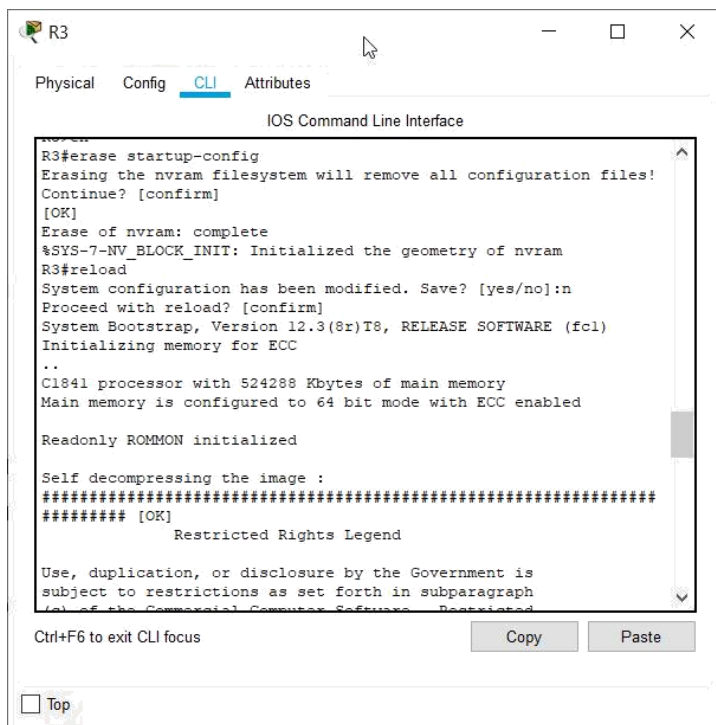 R3
Physical Config CLI Attributes
IOS Command Line Interface
R3#erase startup-config
Erasing the nvram filesystem will remove all configuration files!
Continue? [confirm]
[OK]
Erase of nvram: complete
%SYS-7-NV_BLOCK_INIT: Initialized the geometry of nvram
R3#reload
System configuration has been modified. Save? [yes/no]:n
Proceed with reload? [confirm]
System Bootstrap, Version 12.3(8r)T8, RELEASE SOFTWARE (fc1)
Initializing memory for ECC
..
C1841 processor with 524288 Kbytes of main memory
Main memory is configured to 64 bit mode with ECC enabled
Readonly ROMMON initialized
Self decompressing the image :
#################################################################
######### [OK]
Restricted Rights Legend
Use, duplication, or disclosure by the Government is
subject to restrictions as set forth in subparagraph
of the Commercial Computer Software Restricted
Ctrl+F6 to exit CLI focus
Copy Paste
Top